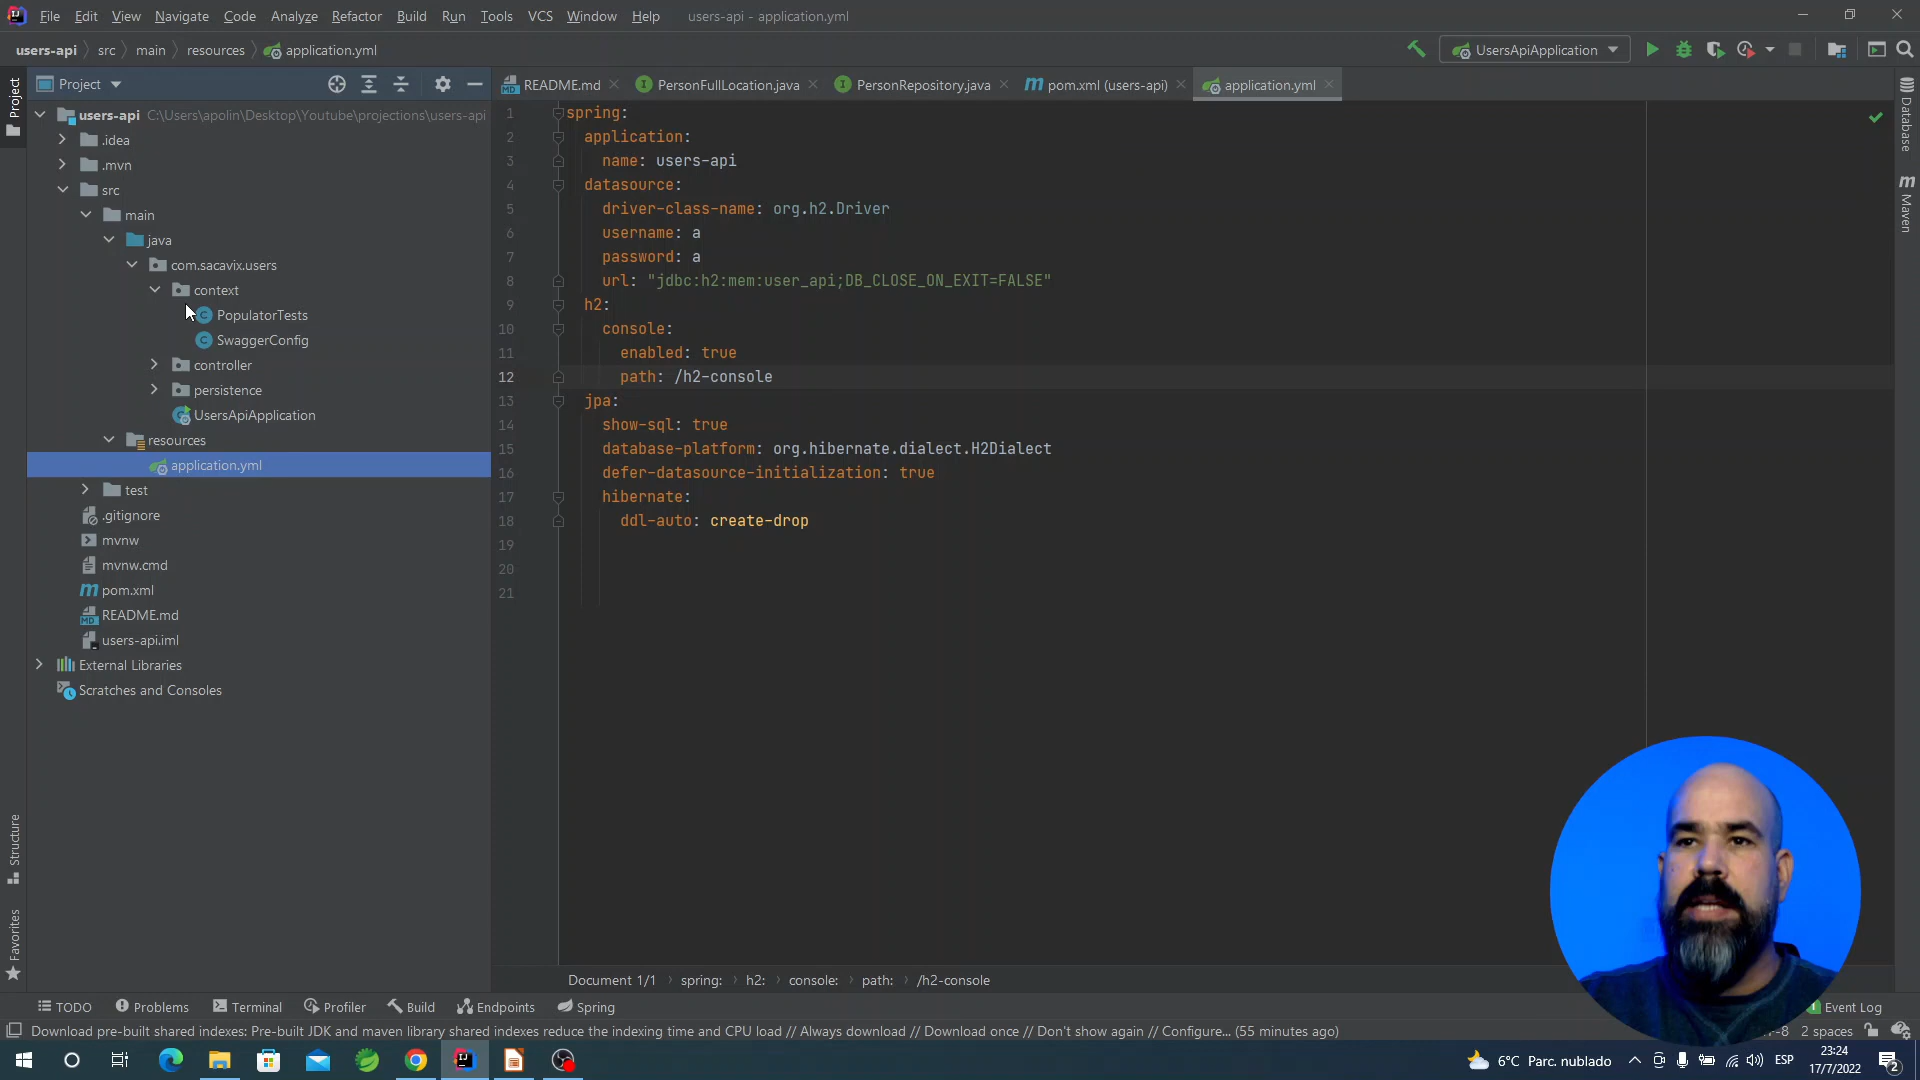 File Edit View Navigate Code Analyze Refactor Build Run Tools VCS Window Help users-api - application.yml
users-api src main resources application.yml UsersApiApplication
Project README.md PersonFullLocation.java PersonRepository.java pom.xml (users-api) application.yml
Project
Structure
Favorites
users-api C:\Users\apolin\Desktop\Youtube\projections\users-api
.idea
.mvn
src
main
java
com.sacavix.users
context
PopulatorTests
SwaggerConfig
controller
persistence
UsersApiApplication
resources
application.yml
test
.gitignore
mvnw
mvnw.cmd
pom.xml
README.md
users-api.iml
External Libraries
Scratches and Consoles
1 spring:
2 application:
3 name: users-api
4 datasource:
5 driver-class-name: org.h2.Driver
6 username: a
7 password: a
8 url: "jdbc:h2:mem:user_api;DB_CLOSE_ON_EXIT=FALSE"
9 h2:
10 console:
11 enabled: true
12 path: /h2-console
13 jpa:
14 show-sql: true
15 database-platform: org.hibernate.dialect.H2Dialect
16 defer-datasource-initialization: true
17 hibernate:
18 ddl-auto: create-drop
19
20
21
Database
Maven
Document 1/1 spring: h2: console: path: /h2-console
TODO Problems Terminal Profiler Build Endpoints Spring Event Log
Download pre-built shared indexes: Pre-built JDK and maven library shared indexes reduce the indexing time and CPU load // Always download // Download once // Don't show again // Configure... (55 minutes ago) 2 spaces
6°C Parc. nublado ESP 23:24
17/7/2022 2